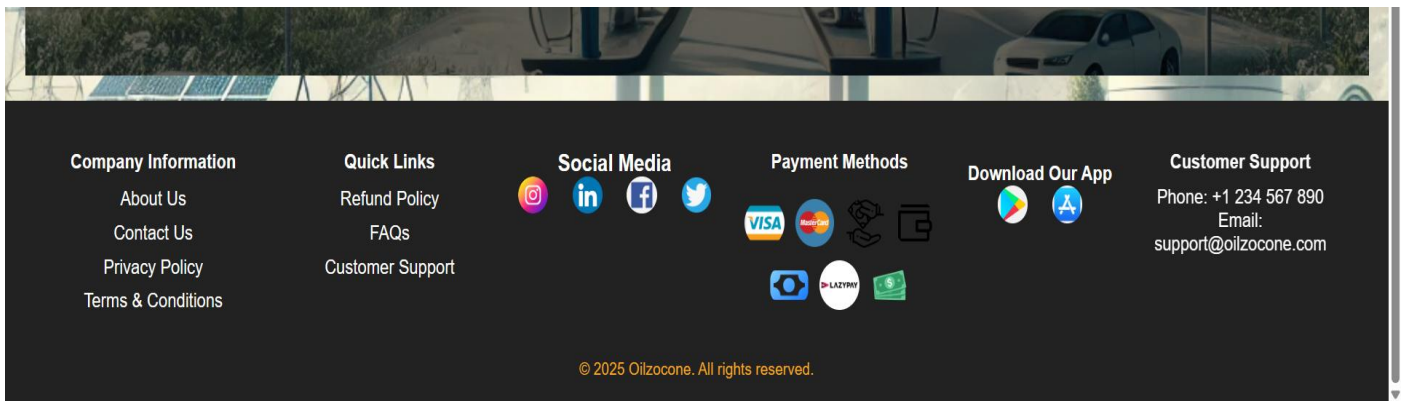 Company Information
About Us
Contact Us
Privacy Policy
Terms & Conditions
Quick Links
Refund Policy
FAQs
Customer Support
Social Media
in
f
Payment Methods
VISA
MasterCard
LAZYPAY
$
Download Our App
Customer Support
Phone: +1 234 567 890
Email:
support@oilzocone.com
© 2025 Oilzocone. All rights reserved.